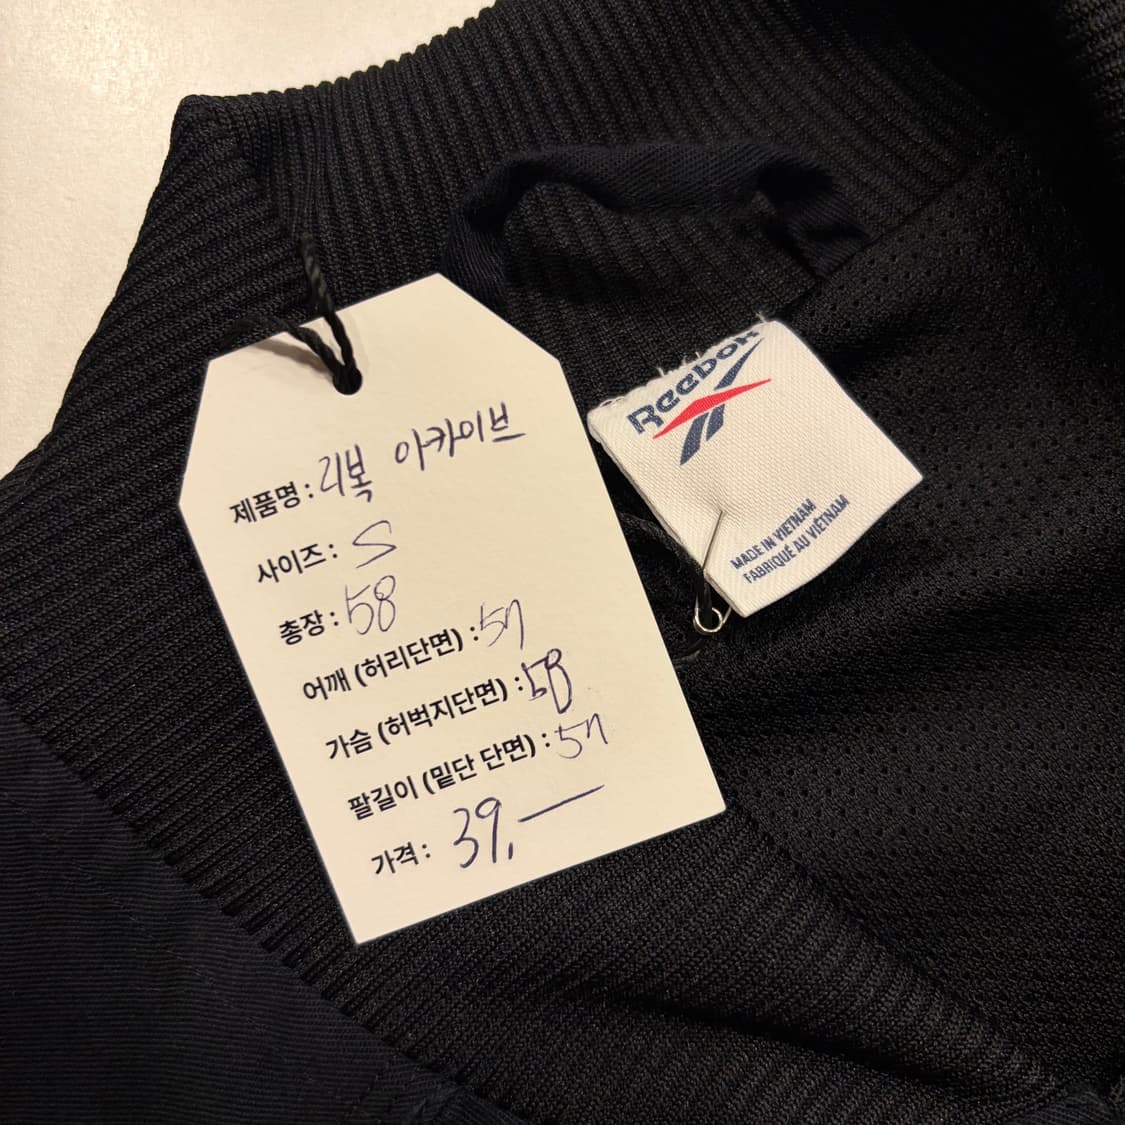 제품명 : 리복 아카이브
사이즈 : S
총장 : 58
어깨 (허리단면) : 57
가슴 (허벅지단면) : 58
팔길이 (밑단 단면) : 57
가격 : 39,—
Reebok
MADE IN VIETNAM
FABRIQUÉ AU VIÊTNAM